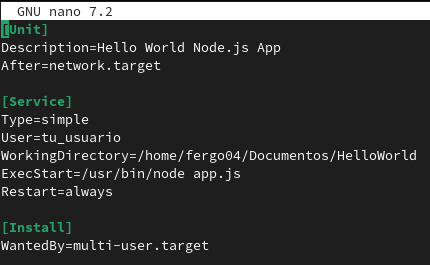 GNU nano 7.2
[Unit]
Description=Hello World Node.js App
After=network.target
[Service]
Type=simple
User=tu_usuario
WorkingDirectory=/home/fergo04/Documentos/HelloWorld
ExecStart=/usr/bin/node app.js
Restart=always
[Install]
WantedBy=multi-user.target